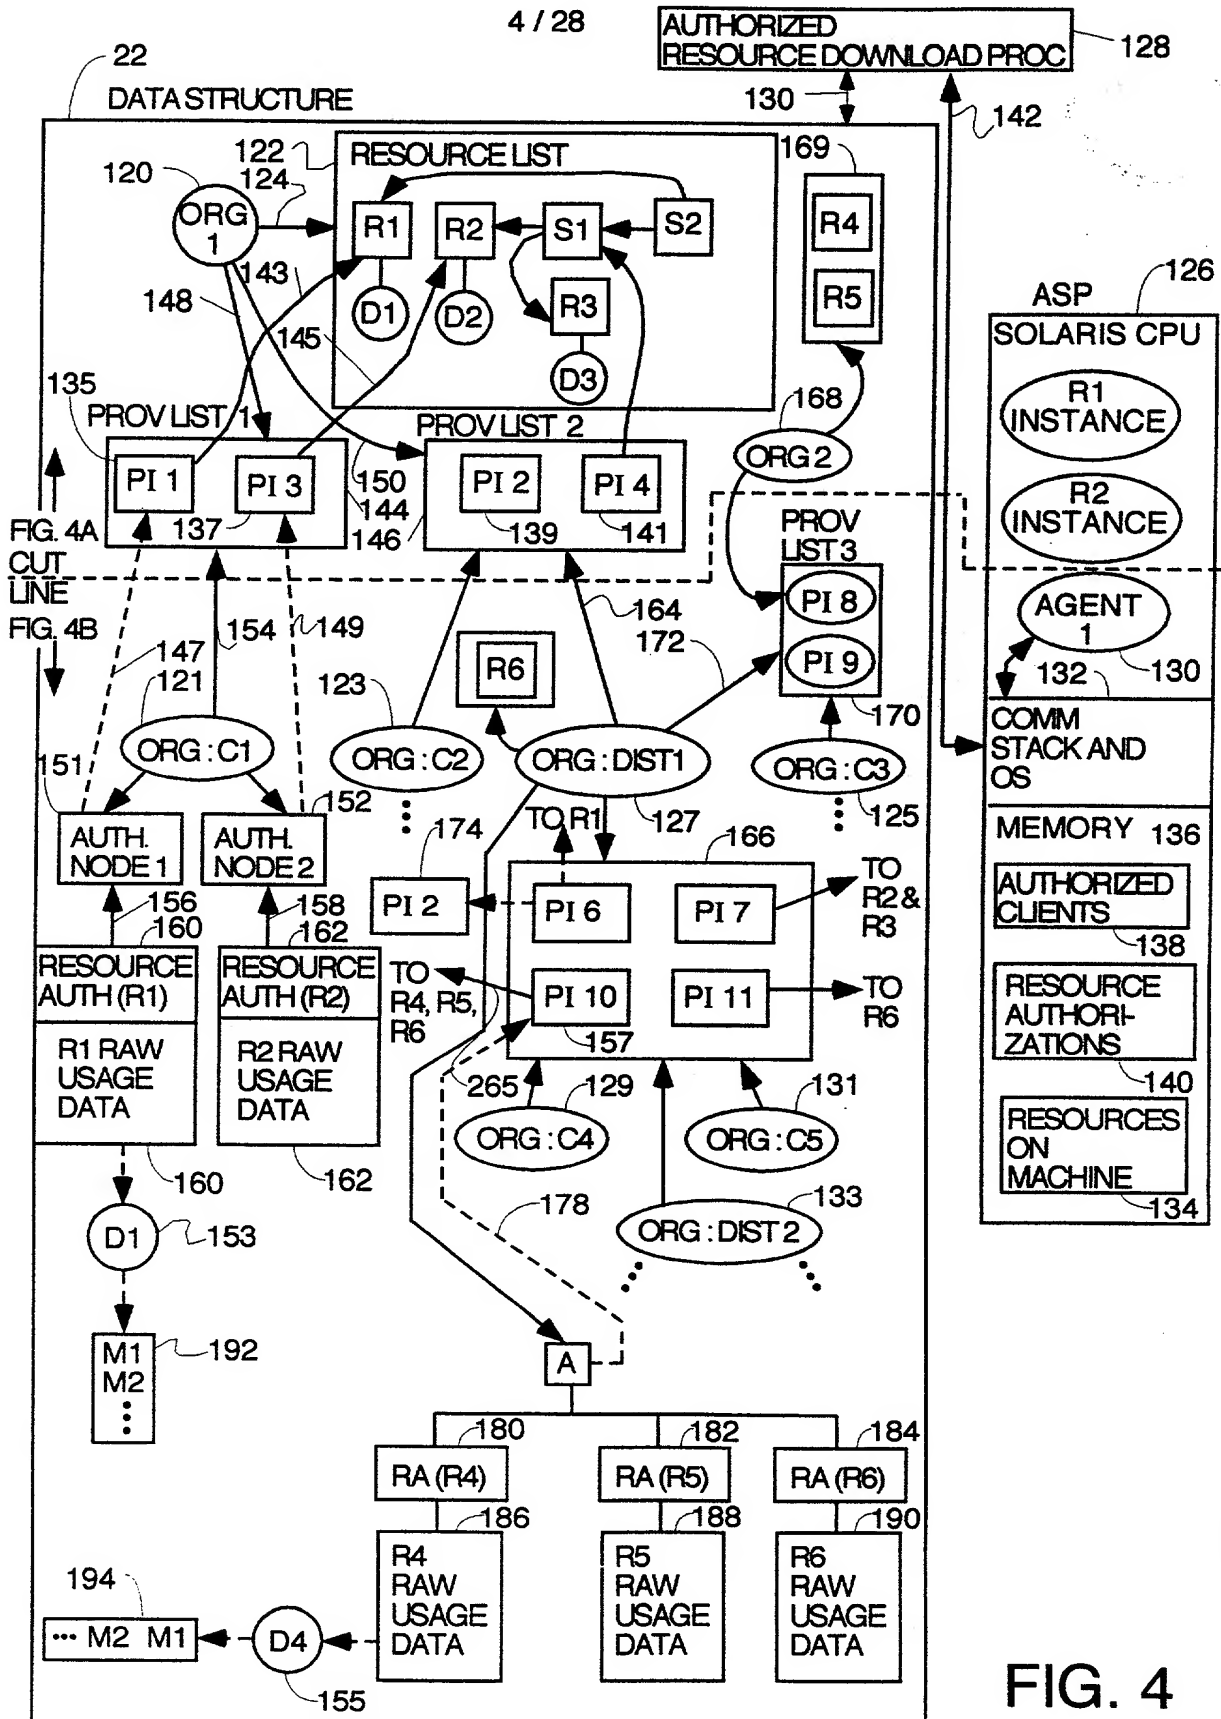 4 / 28
AUTHORIZED
RESOURCE DOWNLOAD PROC
128
22
DATA STRUCTURE
130
142
122
RESOURCE LIST
169
120
124
ORG
1
R1
R2
S1
S2
R4
R5
143
148
D1
D2
R3
D3
145
126
ASP
SOLARIS CPU
R1
INSTANCE
R2
INSTANCE
135
PROV LIST 1
PROV LIST 2
168
ORG 2
PI 1
PI 3
150
PI 2
PI 4
137
144
146
139
141
PROV
LIST 3
FIG. 4A
CUT
LINE
FIG. 4B
PI 8
PI 9
AGENT
1
130
132
147
154
149
164
172
170
121
123
R6
ORG : C1
ORG : C2
ORG : DIST1
ORG : C3
COMM
STACK AND
OS
151
152
174
TO R1
127
125
166
AUTH.
NODE 1
AUTH.
NODE 2
MEMORY 136
PI 2
PI 6
PI 7
TO
R2 &
R3
AUTHORIZED
CLIENTS
138
156
158
160
162
RESOURCE
AUTH (R1)
RESOURCE
AUTH (R2)
TO
R4, R5,
R6
PI 10
PI 11
TO
R6
157
RESOURCE
AUTHORI-
ZATIONS
140
R1 RAW
USAGE
DATA
R2 RAW
USAGE
DATA
265
129
131
ORG : C4
ORG : C5
RESOURCES
ON
MACHINE
134
160
162
178
133
ORG : DIST 2
D1
153
M1
M2
192
A
180
182
184
RA (R4)
RA (R5)
RA (R6)
186
188
190
R4
RAW
USAGE
DATA
R5
RAW
USAGE
DATA
R6
RAW
USAGE
DATA
194
••• M2 M1
D4
155
FIG. 4